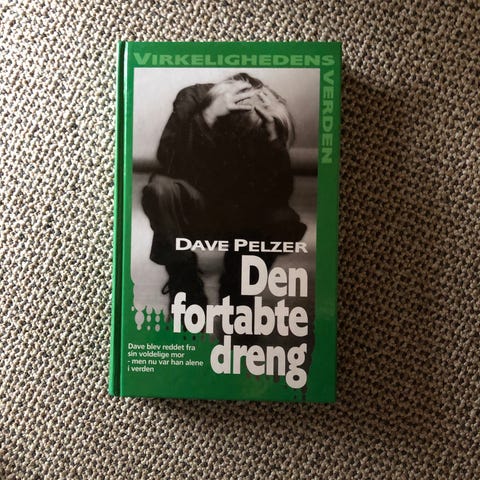 VIRKELIGHEDENS
VERDEN
DAVE PELZER
Den
fortabte
dreng
Dave blev reddet fra
sin voldelige mor
- men nu var han alene
i verden